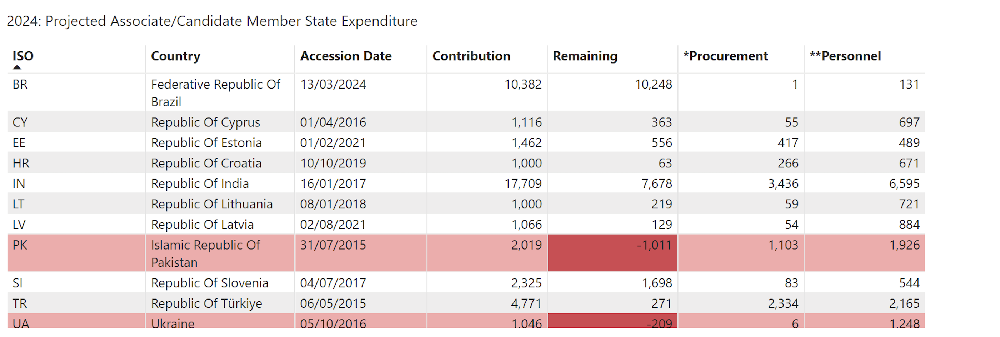 2024: Projected Associate/Candidate Member State Expenditure
ISO Country Accession Date Contribution Remaining *Procurement **Personnel
BR Federative Republic Of 13/03/2024 10,382 10,248 1 131
Brazil
CY Republic Of Cyprus 01/04/2016 1,116 363 55 697
EE Republic Of Estonia 01/02/2021 1,462 556 417 489
HR Republic Of Croatia 10/10/2019 1,000 63 266 671
IN Republic Of India 16/01/2017 17,709 7,678 3,436 6,595
LT Republic Of Lithuania 08/01/2018 1,000 219 59 721
LV Republic Of Latvia 02/08/2021 1,066 129 54 884
PK Islamic Republic Of 31/07/2015 2,019 -1,011 1,103 1,926
Pakistan
SI Republic Of Slovenia 04/07/2017 2,325 1,698 83 544
TR Republic Of Türkiye 06/05/2015 4,771 271 2,334 2,165
UA Ukraine 05/10/2016 1,046 -209 6 1,248